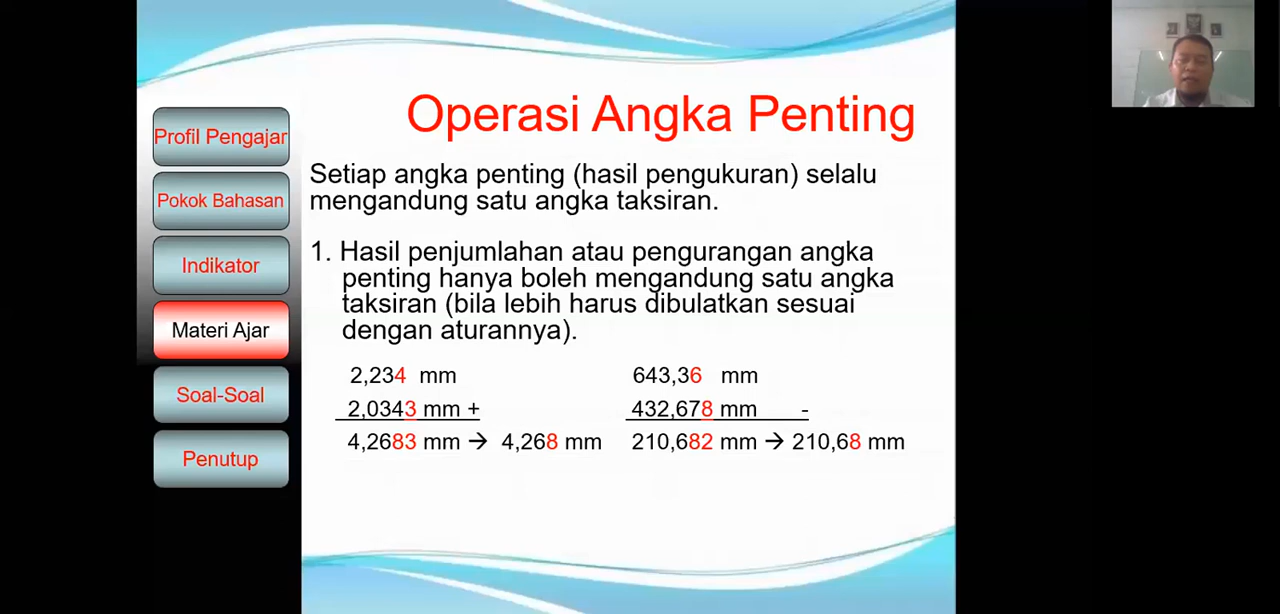 Operasi Angka Penting
Profil Pengajar
Pokok Bahasan
Indikator
Materi Ajar
Soal-Soal
Penutup
Setiap angka penting (hasil pengukuran) selalu
mengandung satu angka taksiran.
1. Hasil penjumlahan atau pengurangan angka
penting hanya boleh mengandung satu angka
taksiran (bila lebih harus dibulatkan sesuai
dengan aturannya).
2,234 mm
2,0343 mm +
4,2683 mm → 4,268 mm
643,36 mm
432,678 mm -
210,682 mm → 210,68 mm